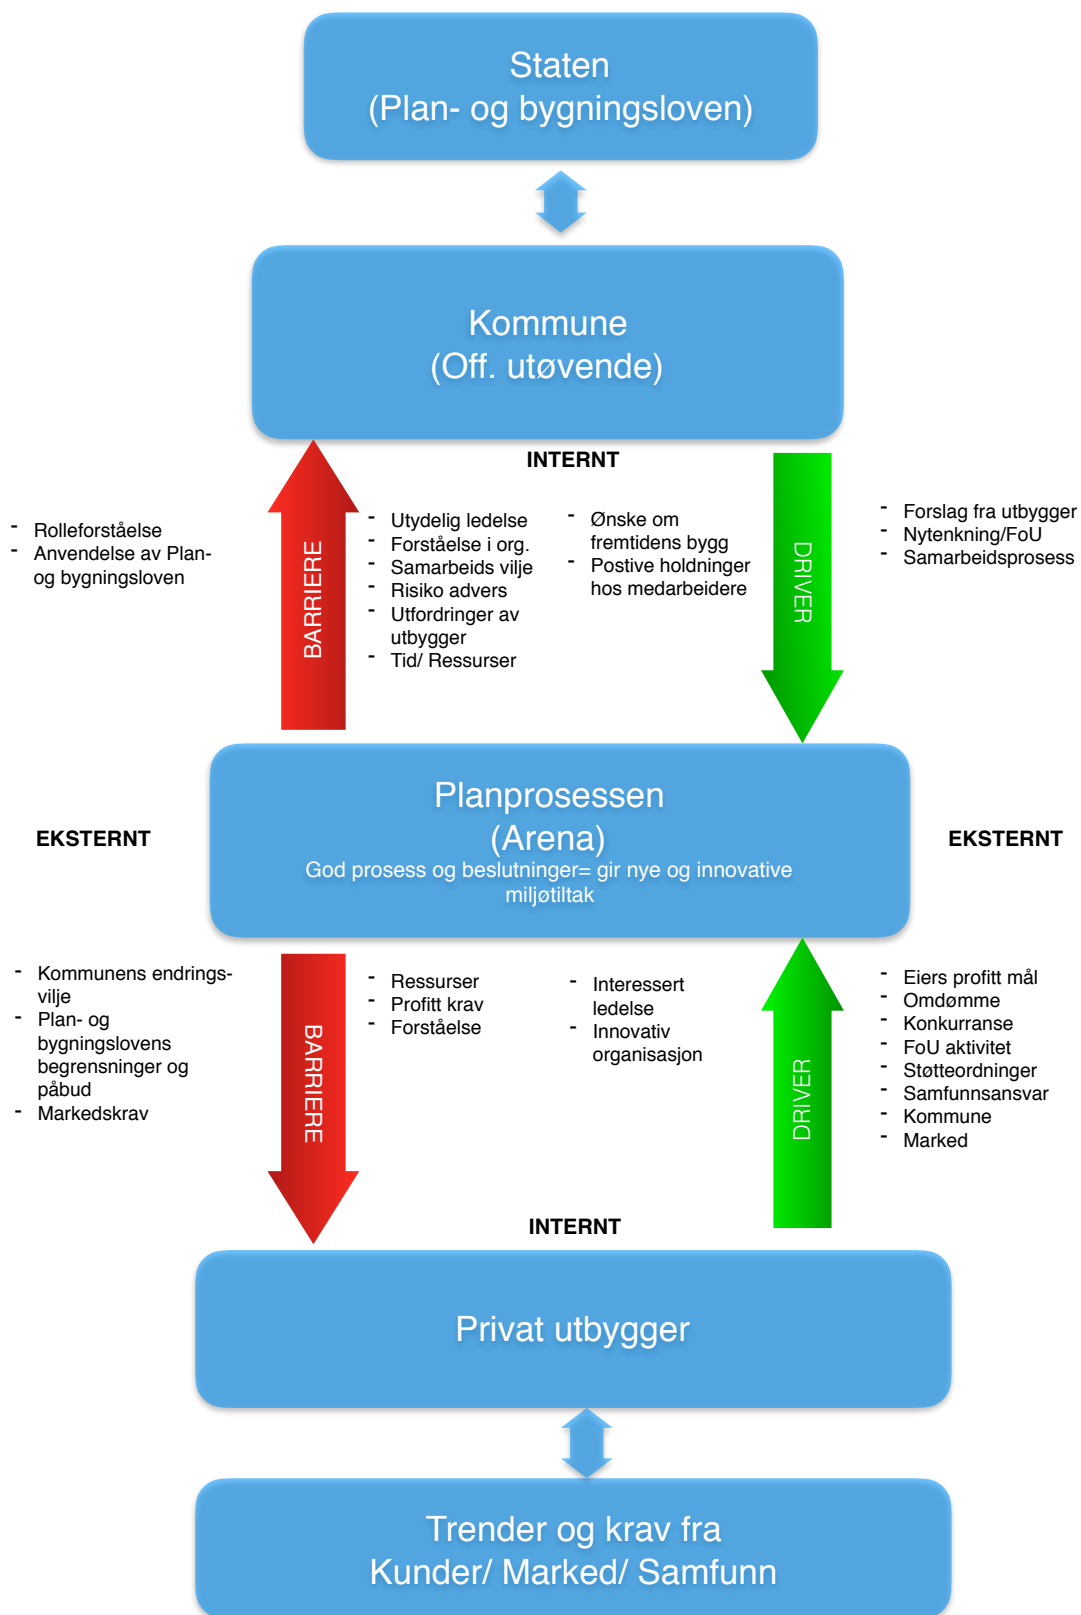 Staten
(Plan- og bygningsloven)
Kommune
(Off. utøvende)
INTERNT
- Rolleforståelse
- Anvendelse av Plan-
og bygningsloven
BARRIERE
- Utydelig ledelse
- Forståelse i org.
- Samarbeids vilje
- Risiko advers
- Utfordringer av
utbygger
- Tid/ Ressurser
- Ønske om
fremtidens bygg
- Postive holdninger
hos medarbeidere
DRIVER
- Forslag fra utbygger
- Nytenkning/FoU
- Samarbeidsprosess
EKSTERNT
Planprosessen
(Arena)
God prosess og beslutninger= gir nye og innovative
miljøtiltak
EKSTERNT
- Kommunens endrings-
vilje
- Plan- og
bygningslovens
begrensninger og
påbud
- Markedskrav
BARRIERE
- Ressurser
- Profitt krav
- Forståelse
- Interessert
ledelse
- Innovativ
organisasjon
DRIVER
- Eiers profitt mål
- Omdømme
- Konkurranse
- FoU aktivitet
- Støtteordninger
- Samfunnsansvar
- Kommune
- Marked
INTERNT
Privat utbygger
Trender og krav fra
Kunder/ Marked/ Samfunn